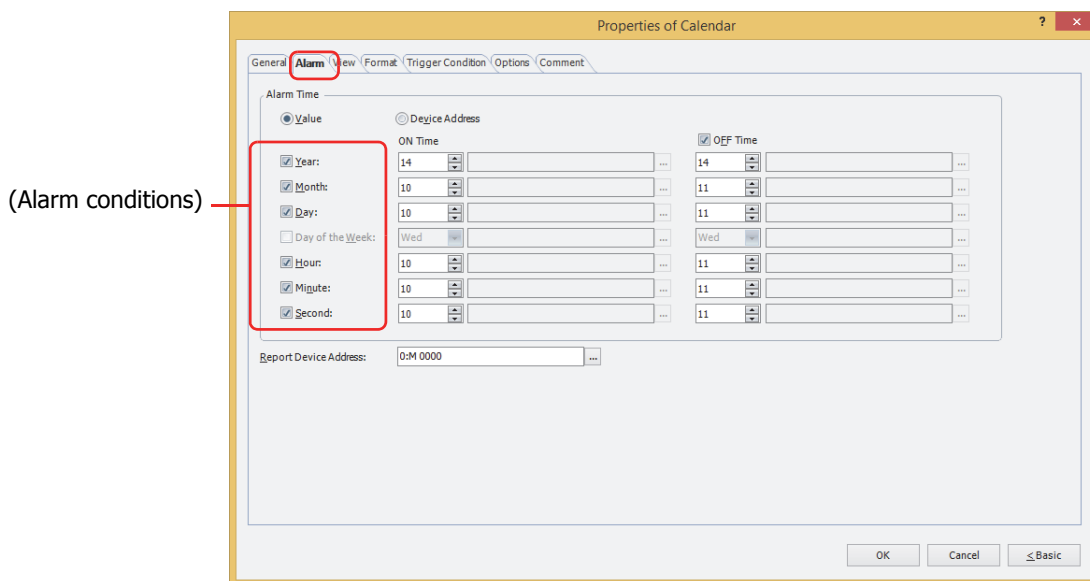 Properties of Calendar
?
×
General Alarm View Format Trigger Condition Options Comment
Alarm Time
Value Device Address
ON Time OFF Time
Year: 14 ... 14 ...
(Alarm conditions)
Month: 10 ... 11 ...
Day: 10 ... 11 ...
Day of the Week: Wed ... Wed ...
Hour: 10 ... 11 ...
Minute: 10 ... 11 ...
Second: 10 ... 11 ...
Report Device Address: 0:M 0000 ...
OK Cancel < Basic